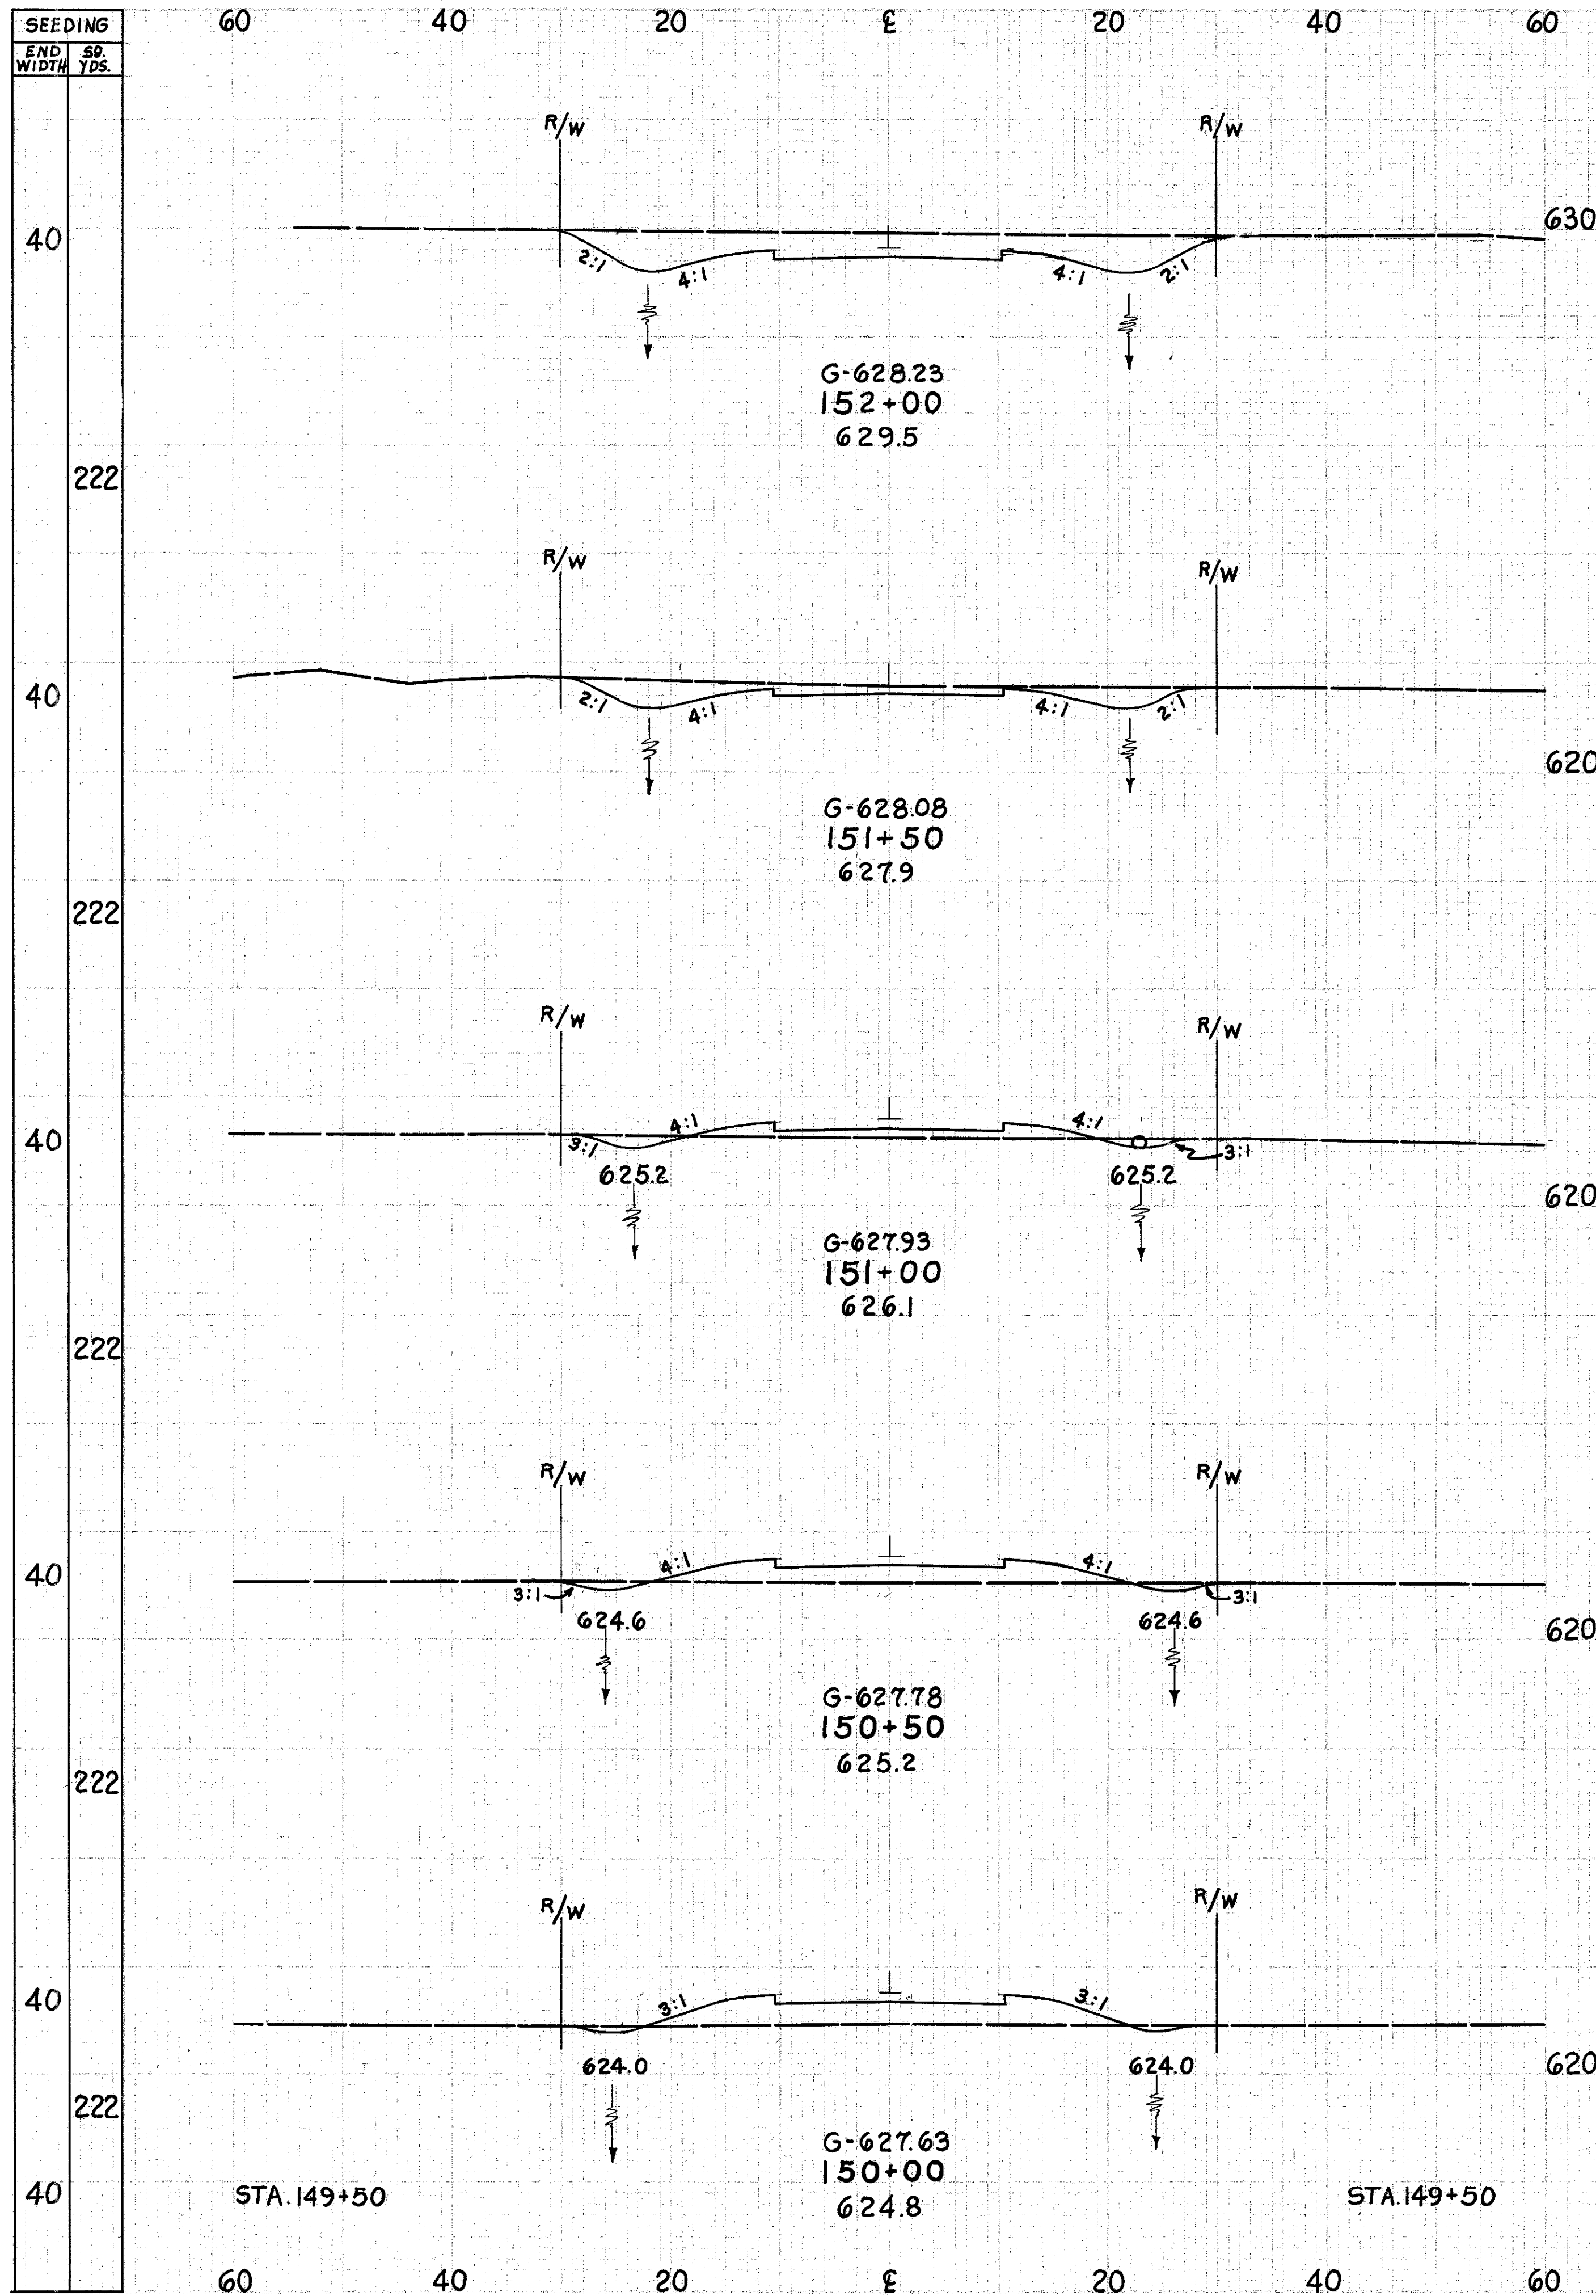 SEEDING
END WIDTH SQ. YDS.
60 40 20 ℄ 20 40 60
R/W R/W
40 630
2:1 4:1 4:1 2:1
G-628.23
152+00
629.5
222
R/W R/W
40
2:1 4:1 4:1 2:1
620
G-628.08
151+50
627.9
222
R/W R/W
40
3:1 4:1 4:1 3:1
625.2 625.2
620
G-627.93
151+00
626.1
222
R/W R/W
40
3:1 4:1 4:1 3:1
624.6 624.6
620
G-627.78
150+50
625.2
222
R/W R/W
40
3:1 3:1
624.0 624.0
620
222
G-627.63
150+00
624.8
40 STA.149+50 STA.149+50
60 40 20 ℄ 20 40 60